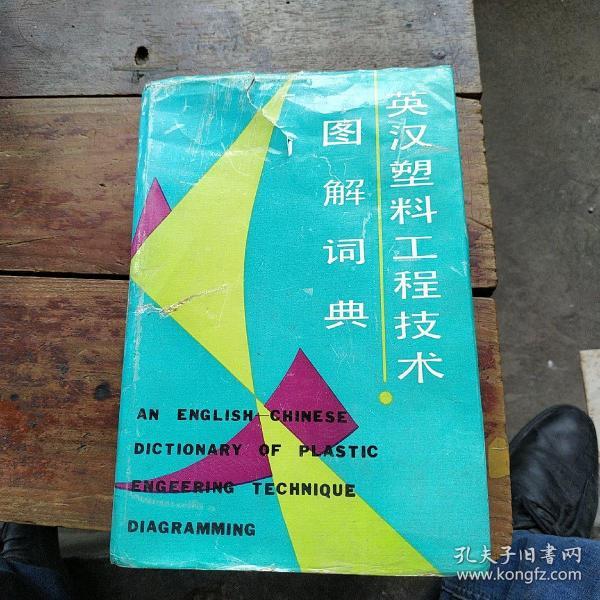 英汉塑料工程技术
图解词典
AN ENGLISH-CHINESE
DICTIONARY OF PLASTIC
ENGEERING TECHNIQUE
DIAGRAMMING
孔夫子旧书网
www.kongfz.com